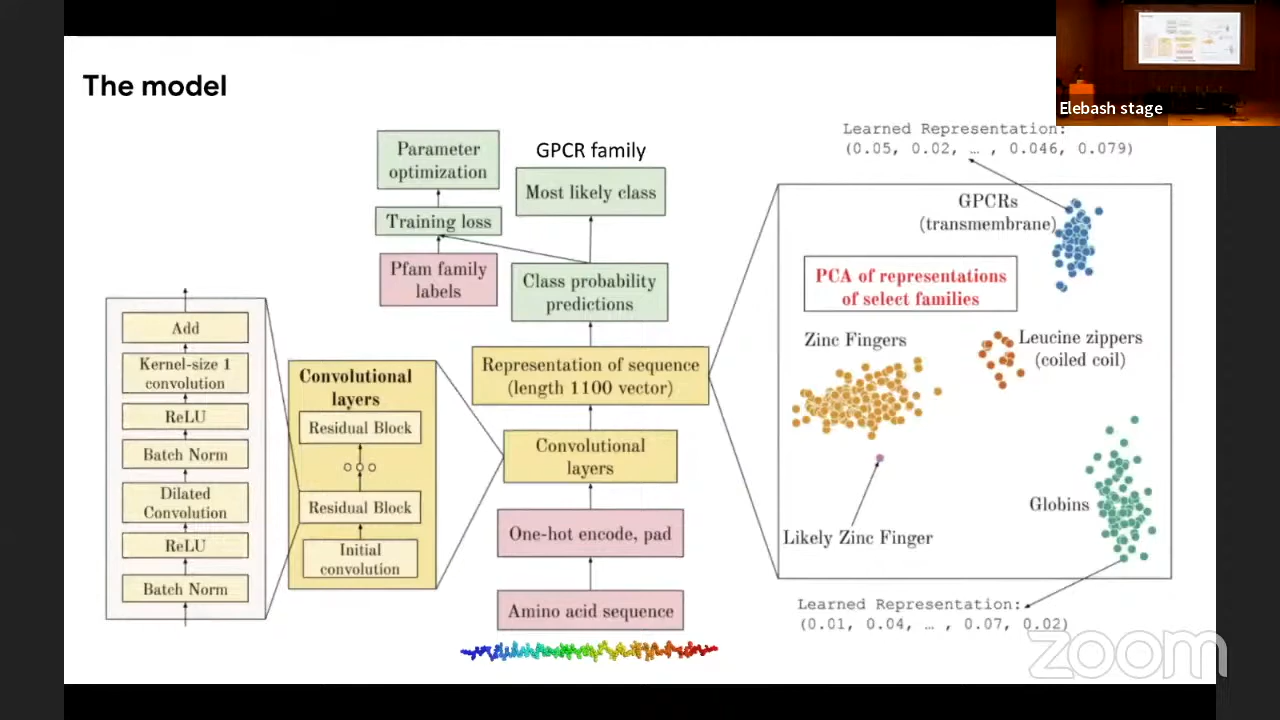 The model
Elebash stage
Parameter
optimization
Training loss
Pfam family
labels
GPCR family
Most likely class
Class probability
predictions
Representation of sequence
(length 1100 vector)
Convolutional
layers
One-hot encode, pad
Amino acid sequence
Convolutional
layers
Residual Block
Residual Block
Initial
convolution
Add
Kernel-size 1
convolution
ReLU
Batch Norm
Dilated
Convolution
ReLU
Batch Norm
Learned Representation:
(0.05, 0.02, … , 0.046, 0.079)
GPCRs
(transmembrane)
PCA of representations
of select families
Zinc Fingers
Leucine zippers
(coiled coil)
Globins
Likely Zinc Finger
Learned Representation:
(0.01, 0.04, … , 0.07, 0.02)
zoom